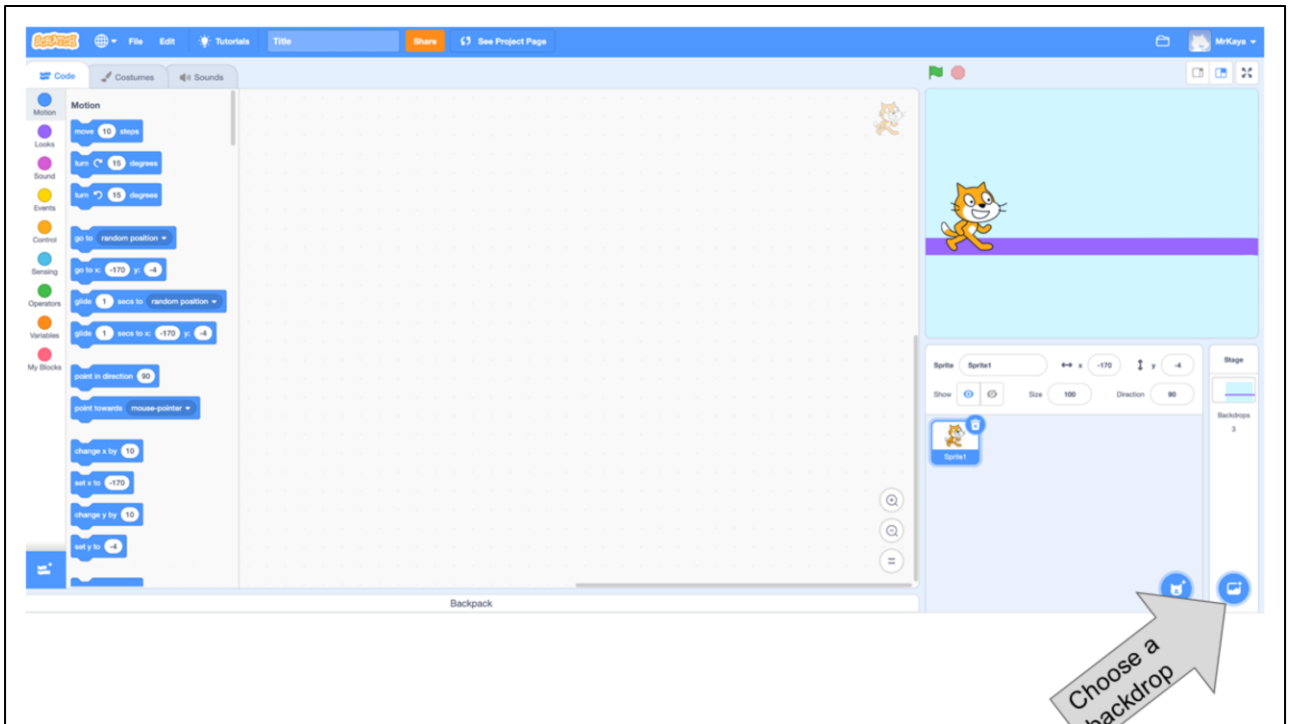 SCRATCH File Edit Tutorials Title Share See Project Page MrKaya
Code Costumes Sounds
Motion
Looks
Sound
Events
Control
Sensing
Operators
Variables
My Blocks
Motion
move 10 steps
turn 15 degrees
turn 15 degrees
go to random position
go to x: -170 y: -4
glide 1 secs to random position
glide 1 secs to x: -170 y: -4
point in direction 90
point towards mouse-pointer
change x by 10
set x to -170
change y by 10
set y to -4
Backpack
Sprite Sprite1 x -170 y -4
Show Size 100 Direction 90
Sprite1
Stage
Backdrops
3
Choose a
backdrop